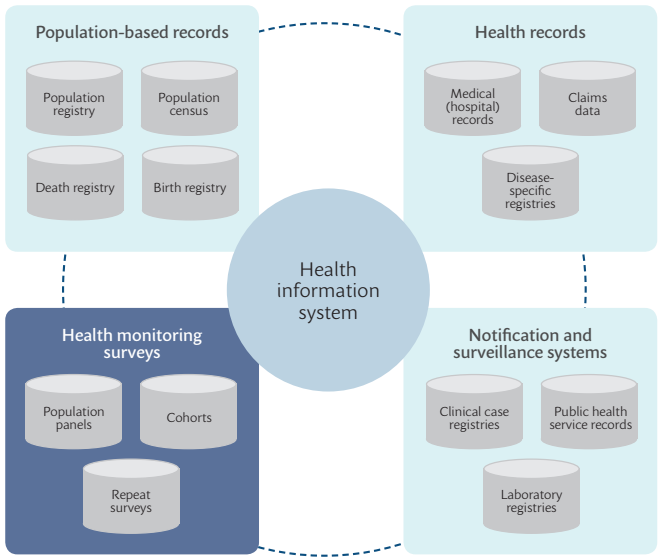 Population-based records
Population
registry
Population
census
Death registry
Birth registry
Health records
Medical
(hospital)
records
Claims
data
Disease-
specific
registries
Health
information
system
Health monitoring
surveys
Population
panels
Cohorts
Repeat
surveys
Notification and
surveillance systems
Clinical case
registries
Public health
service records
Laboratory
registries